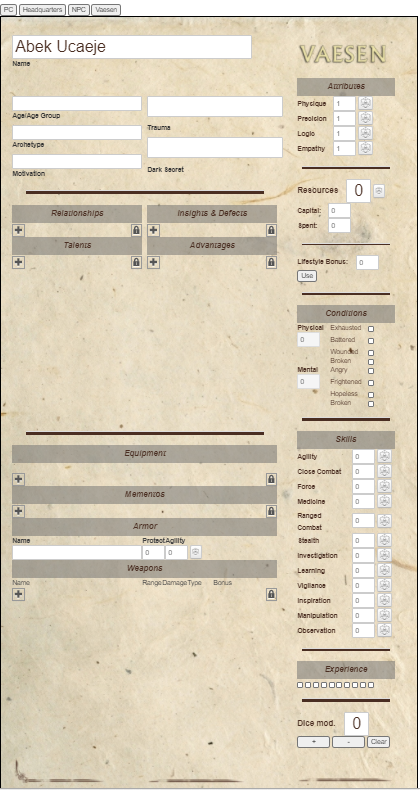 PC Headquarters NPC Vaesen
Abek Ucaeje
Name
Age/Age Group
Trauma
Archetype
Motivation
Dark Secret
Relationships Insights & Defects
Talents Advantages
Equipment
Mementos
Armor
Name Protect Agility
0 0
Weapons
Name Range Damage Type Bonus
VAESEN
Attributes
Physique 1
Precision 1
Logic 1
Empathy 1
Resources 0
Capital: 0
Spent: 0
Lifestyle Bonus: 0
Use
Conditions
Physical Exhausted
0 Battered
Wounded
Broken
Mental Angry
0 Frightened
Hopeless
Broken
Skills
Agility 0
Close Combat 0
Force 0
Medicine 0
Ranged
Combat 0
Stealth 0
Investigation 0
Learning 0
Vigilance 0
Inspiration 0
Manipulation 0
Observation 0
Experience
Dice mod. 0
+ - Clear